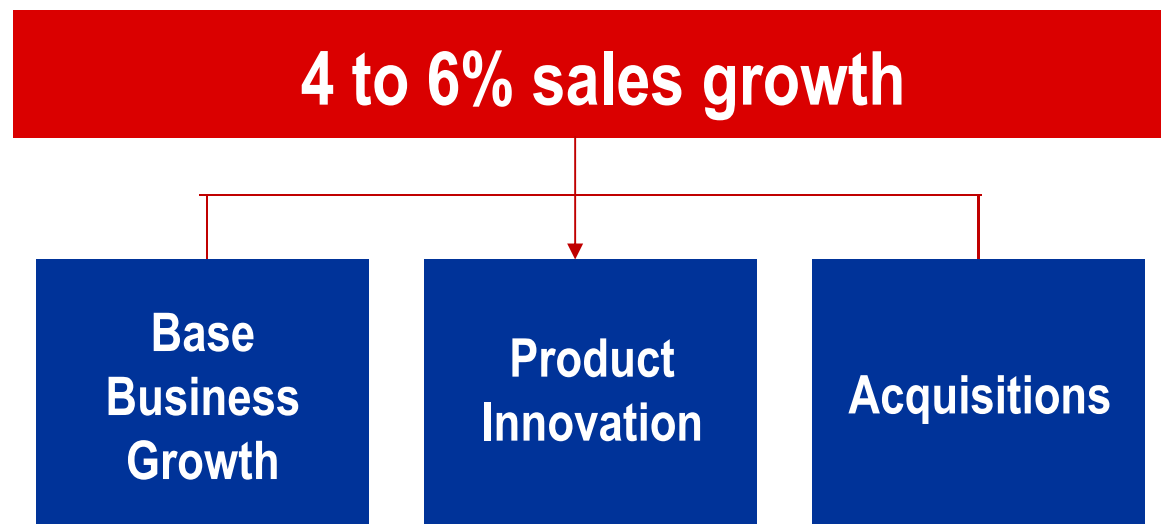 4 to 6% sales growth
Base
Business
Growth
Product
Innovation
Acquisitions